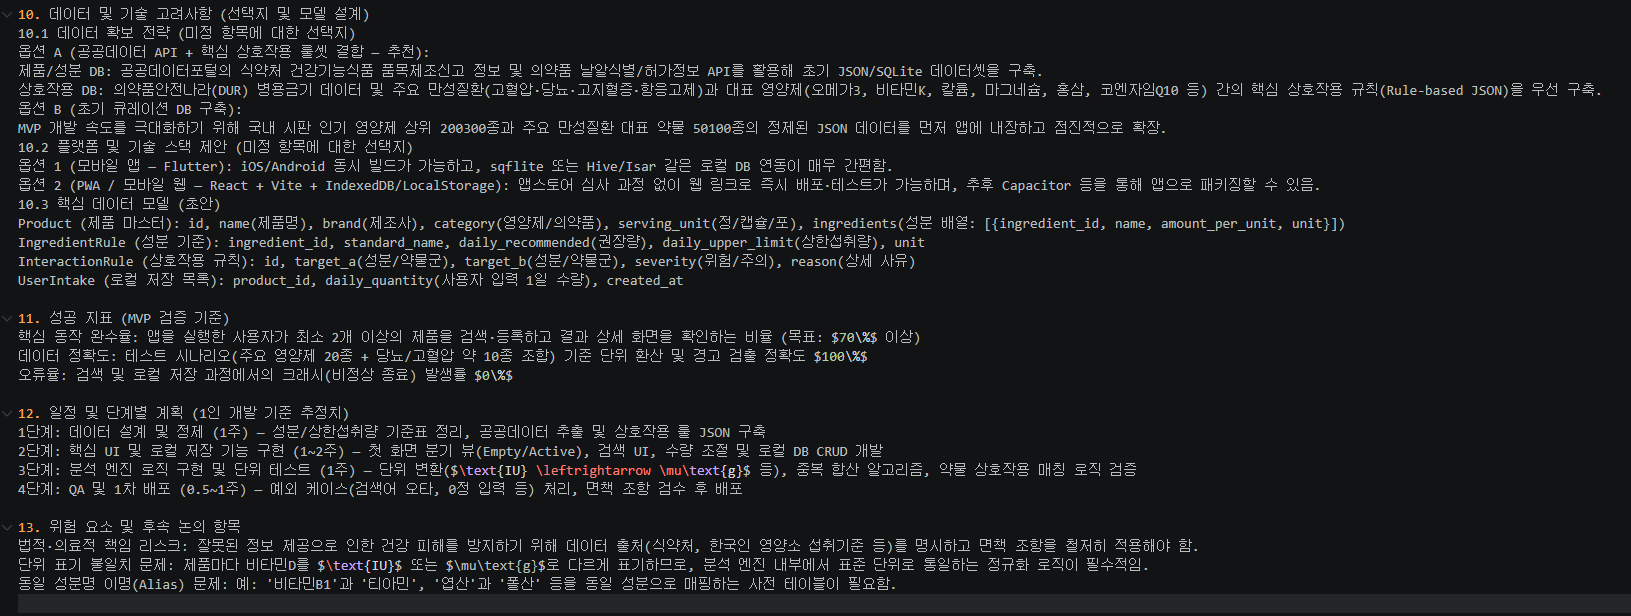 10. 데이터 및 기술 고려사항 (선택지 및 모델 설계)
10.1 데이터 확보 전략 (미정 항목에 대한 선택지)
옵션 A (공공데이터 API + 핵심 상호작용 룰셋 결합 — 추천):
제품/성분 DB: 공공데이터포털의 식약처 건강기능식품 품목제조신고 정보 및 의약품 낱알식별/허가정보 API를 활용해 초기 JSON/SQLite 데이터셋을 구축.
상호작용 DB: 의약품안전나라(DUR) 병용금기 데이터 및 주요 만성질환(고혈압·당뇨·고지혈증·항응고제)과 대표 영양제(오메가3, 비타민K, 칼륨, 마그네슘, 홍삼, 코엔자임Q10 등) 간의 핵심 상호작용 규칙(Rule-based JSON)을 우선 구축.
옵션 B (초기 큐레이션 DB 구축):
MVP 개발 속도를 극대화하기 위해 국내 시판 인기 영양제 상위 200300종과 주요 만성질환 대표 약물 50100종의 정제된 JSON 데이터를 먼저 앱에 내장하고 점진적으로 확장.
10.2 플랫폼 및 기술 스택 제안 (미정 항목에 대한 선택지)
옵션 1 (모바일 앱 — Flutter): iOS/Android 동시 빌드가 가능하고, sqflite 또는 Hive/Isar 같은 로컬 DB 연동이 매우 간편함.
옵션 2 (PWA / 모바일 웹 — React + Vite + IndexedDB/LocalStorage): 앱스토어 심사 과정 없이 웹 링크로 즉시 배포·테스트가 가능하며, 추후 Capacitor 등을 통해 앱으로 패키징할 수 있음.
10.3 핵심 데이터 모델 (초안)
Product (제품 마스터): id, name(제품명), brand(제조사), category(영양제/의약품), serving_unit(정/캡슐/포), ingredients(성분 배열: [{ingredient_id, name, amount_per_unit, unit}])
IngredientRule (성분 기준): ingredient_id, standard_name, daily_recommended(권장량), daily_upper_limit(상한섭취량), unit
InteractionRule (상호작용 규칙): id, target_a(성분/약물군), target_b(성분/약물군), severity(위험/주의), reason(상세 사유)
UserIntake (로컬 저장 목록): product_id, daily_quantity(사용자 입력 1일 수량), created_at
11. 성공 지표 (MVP 검증 기준)
핵심 동작 완수율: 앱을 실행한 사용자가 최소 2개 이상의 제품을 검색·등록하고 결과 상세 화면을 확인하는 비율 (목표: $70\%$ 이상)
데이터 정확도: 테스트 시나리오(주요 영양제 20종 + 당뇨/고혈압 약 10종 조합) 기준 단위 환산 및 경고 검출 정확도 $100\%$
오류율: 검색 및 로컬 저장 과정에서의 크래시(비정상 종료) 발생률 $0\%$
12. 일정 및 단계별 계획 (1인 개발 기준 추정치)
1단계: 데이터 설계 및 정제 (1주) — 성분/상한섭취량 기준표 정리, 공공데이터 추출 및 상호작용 룰 JSON 구축
2단계: 핵심 UI 및 로컬 저장 기능 구현 (1~2주) — 첫 화면 분기 뷰(Empty/Active), 검색 UI, 수량 조절 및 로컬 DB CRUD 개발
3단계: 분석 엔진 로직 구현 및 단위 테스트 (1주) — 단위 변환($\text{IU} \leftrightarrow \mu\text{g}$ 등), 중복 합산 알고리즘, 약물 상호작용 매칭 로직 검증
4단계: QA 및 1차 배포 (0.5~1주) — 예외 케이스(검색어 오타, 0정 입력 등) 처리, 면책 조항 검수 후 배포
13. 위험 요소 및 후속 논의 항목
법적·의료적 책임 리스크: 잘못된 정보 제공으로 인한 건강 피해를 방지하기 위해 데이터 출처(식약처, 한국인 영양소 섭취기준 등)를 명시하고 면책 조항을 철저히 적용해야 함.
단위 표기 불일치 문제: 제품마다 비타민D를 $\text{IU}$ 또는 $\mu\text{g}$로 다르게 표기하므로, 분석 엔진 내부에서 표준 단위로 통일하는 정규화 로직이 필수적임.
동일 성분명 이명(Alias) 문제: 예: '비타민B1'과 '티아민', '엽산'과 '폴산' 등을 동일 성분으로 매핑하는 사전 테이블이 필요함.